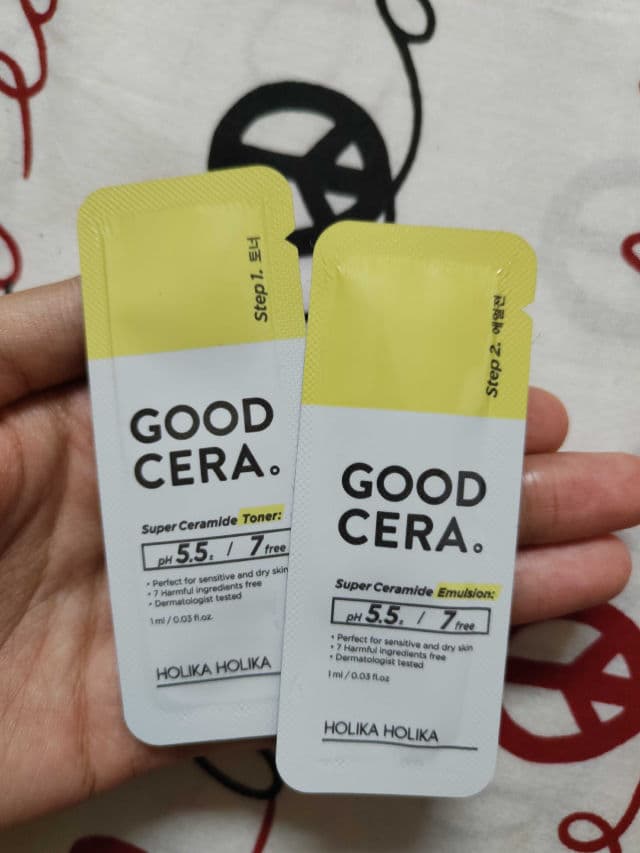 Step 1. 토너
GOOD
CERA.
Super Ceramide Toner:
pH 5.5. / 7 free
• Perfect for sensitive and dry skin
• 7 Harmful ingredients free
• Dermatologist tested
1 ml / 0.03 fl.oz.
HOLIKA HOLIKA
Step 2. 에멀전
GOOD
CERA.
Super Ceramide Emulsion:
pH 5.5. / 7 free
• Perfect for sensitive and dry skin
• 7 Harmful ingredients free
• Dermatologist tested
1 ml / 0.03 fl.oz
HOLIKA HOLIKA